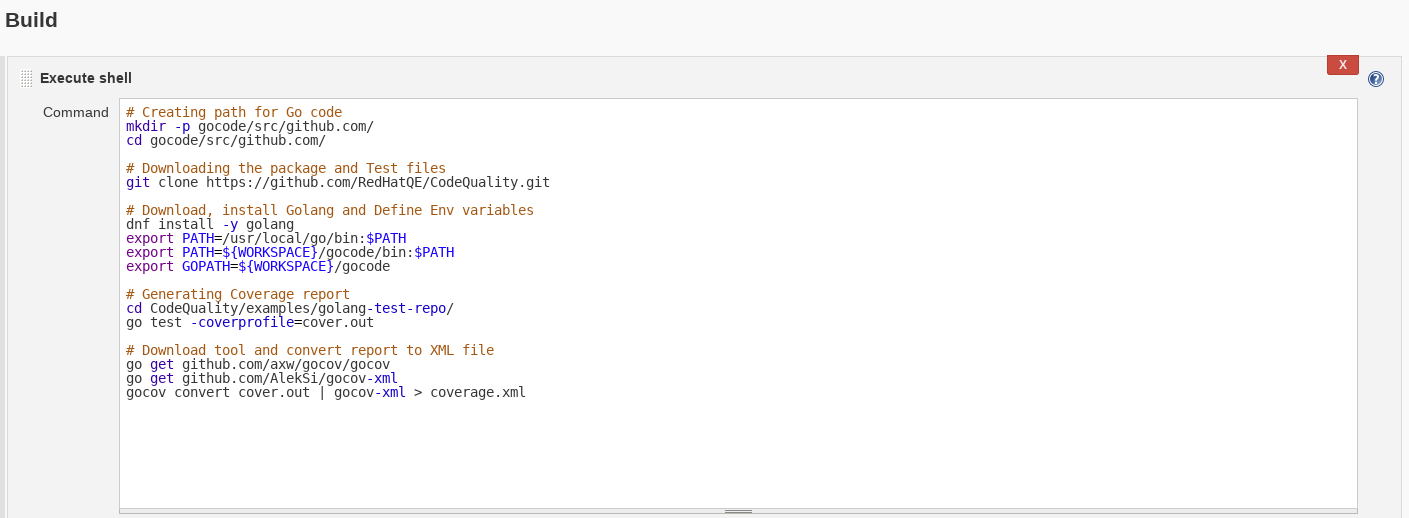 Build
X
Execute shell
?
Command
# Creating path for Go code
mkdir -p gocode/src/github.com/
cd gocode/src/github.com/
# Downloading the package and Test files
git clone https://github.com/RedHatQE/CodeQuality.git
# Download, install Golang and Define Env variables
dnf install -y golang
export PATH=/usr/local/go/bin:$PATH
export PATH=${WORKSPACE}/gocode/bin:$PATH
export GOPATH=${WORKSPACE}/gocode
# Generating Coverage report
cd CodeQuality/examples/golang-test-repo/
go test -coverprofile=cover.out
# Download tool and convert report to XML file
go get github.com/axw/gocov/gocov
go get github.com/AlekSi/gocov-xml
gocov convert cover.out | gocov-xml > coverage.xml